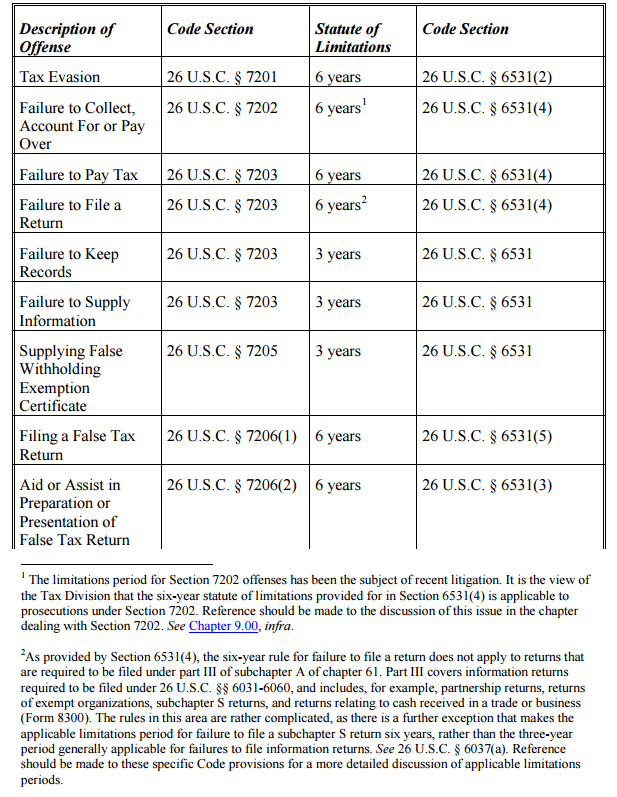 Description of Offense | Code Section | Statute of Limitations | Code Section
Tax Evasion | 26 U.S.C. § 7201 | 6 years | 26 U.S.C. § 6531(2)
Failure to Collect, Account For or Pay Over | 26 U.S.C. § 7202 | 6 years1 | 26 U.S.C. § 6531(4)
Failure to Pay Tax | 26 U.S.C. § 7203 | 6 years | 26 U.S.C. § 6531(4)
Failure to File a Return | 26 U.S.C. § 7203 | 6 years2 | 26 U.S.C. § 6531(4)
Failure to Keep Records | 26 U.S.C. § 7203 | 3 years | 26 U.S.C. § 6531
Failure to Supply Information | 26 U.S.C. § 7203 | 3 years | 26 U.S.C. § 6531
Supplying False Withholding Exemption Certificate | 26 U.S.C. § 7205 | 3 years | 26 U.S.C. § 6531
Filing a False Tax Return | 26 U.S.C. § 7206(1) | 6 years | 26 U.S.C. § 6531(5)
Aid or Assist in Preparation or Presentation of False Tax Return | 26 U.S.C. § 7206(2) | 6 years | 26 U.S.C. § 6531(3)
1 The limitations period for Section 7202 offenses has been the subject of recent litigation. It is the view of
the Tax Division that the six-year statute of limitations provided for in Section 6531(4) is applicable to
prosecutions under Section 7202. Reference should be made to the discussion of this issue in the chapter
dealing with Section 7202. See Chapter 9.00, infra.
2As provided by Section 6531(4), the six-year rule for failure to file a return does not apply to returns that
are required to be filed under part III of subchapter A of chapter 61. Part III covers information returns
required to be filed under 26 U.S.C. §§ 6031-6060, and includes, for example, partnership returns, returns
of exempt organizations, subchapter S returns, and returns relating to cash received in a trade or business
(Form 8300). The rules in this area are rather complicated, as there is a further exception that makes the
applicable limitations period for failure to file a subchapter S return six years, rather than the three-year
period generally applicable for failures to file information returns. See 26 U.S.C. § 6037(a). Reference
should be made to these specific Code provisions for a more detailed discussion of applicable limitations
periods.